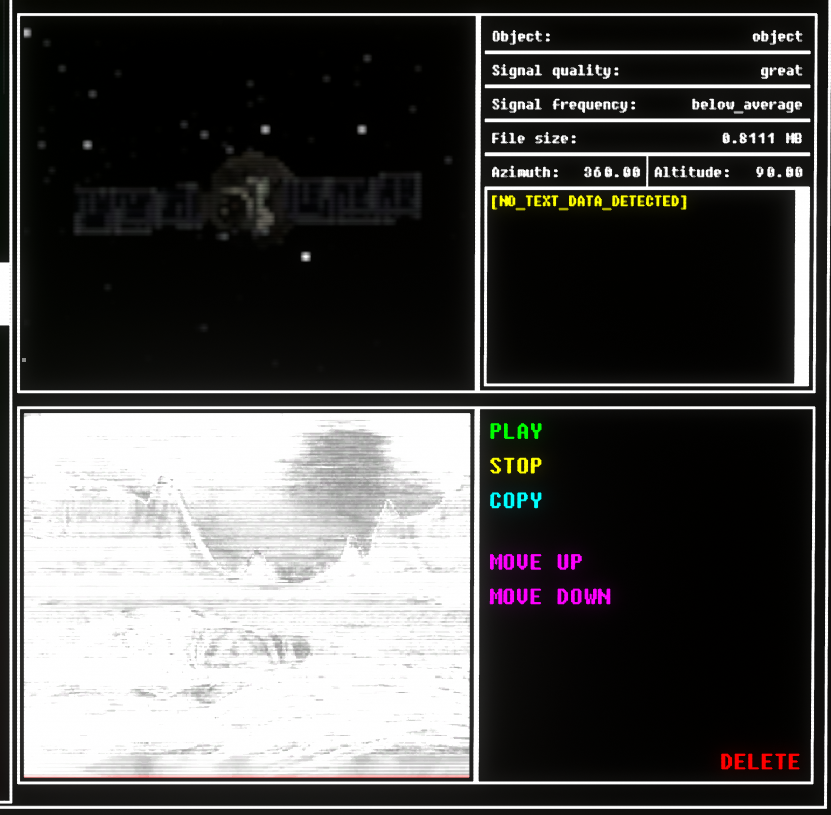 Object: object
Signal quality: great
Signal frequency: below_average
File size: 0.8111 MB
Azimuth: 360.00 Altitude: 90.00
[NO_TEXT_DATA_DETECTED]
PLAY
STOP
COPY
MOVE UP
MOVE DOWN
DELETE